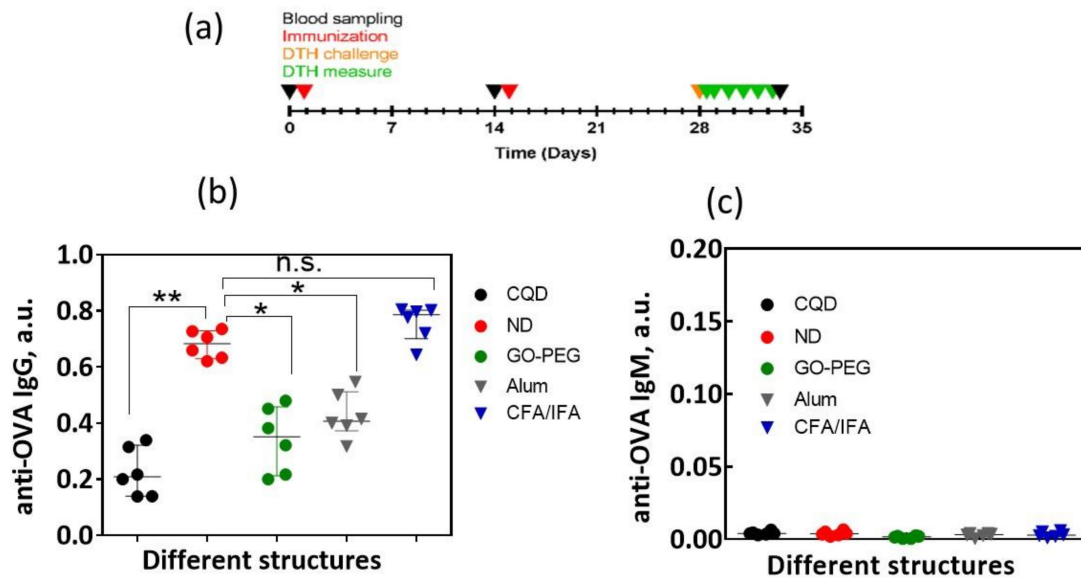 (a)
Blood sampling
Immunization
DTH challenge
DTH measure
0 7 14 21 28 35
Time (Days)
(b)
anti-OVA IgG, a.u.
1.0
0.8
0.6
0.4
0.2
0.0
n.s.
** * *
Different structures
CQD
ND
GO-PEG
Alum
CFA/IFA
(c)
anti-OVA IgM, a.u.
0.20
0.15
0.10
0.05
0.00
CQD
ND
GO-PEG
Alum
CFA/IFA
Different structures